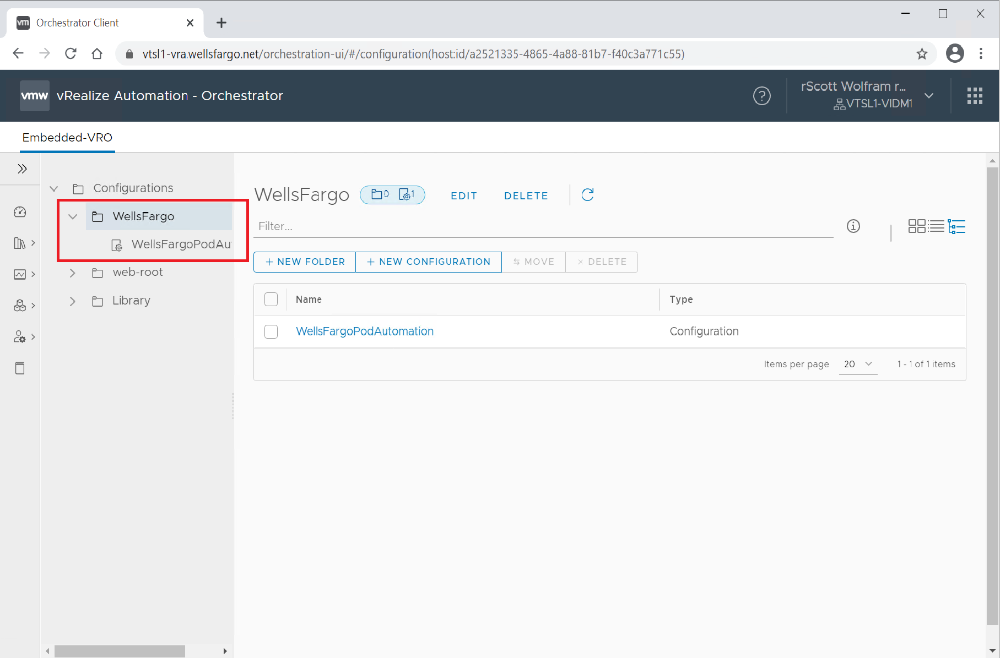 vm Orchestrator Client
vtsl1-vra.wellsfargo.net/orchestration-ui/#/configuration(host:id/a2521335-4865-4a88-81b7-f40c3a771c55)
vmw vRealize Automation - Orchestrator
rScott Wolfram r...
VTSL1-VIDM1
Embedded-VRO
Configurations
WellsFargo
WellsFargoPodAu
web-root
Library
WellsFargo 0 1 EDIT DELETE
Filter...
+ NEW FOLDER + NEW CONFIGURATION MOVE × DELETE
Name Type
WellsFargoPodAutomation Configuration
Items per page 20 1 - 1 of 1 items